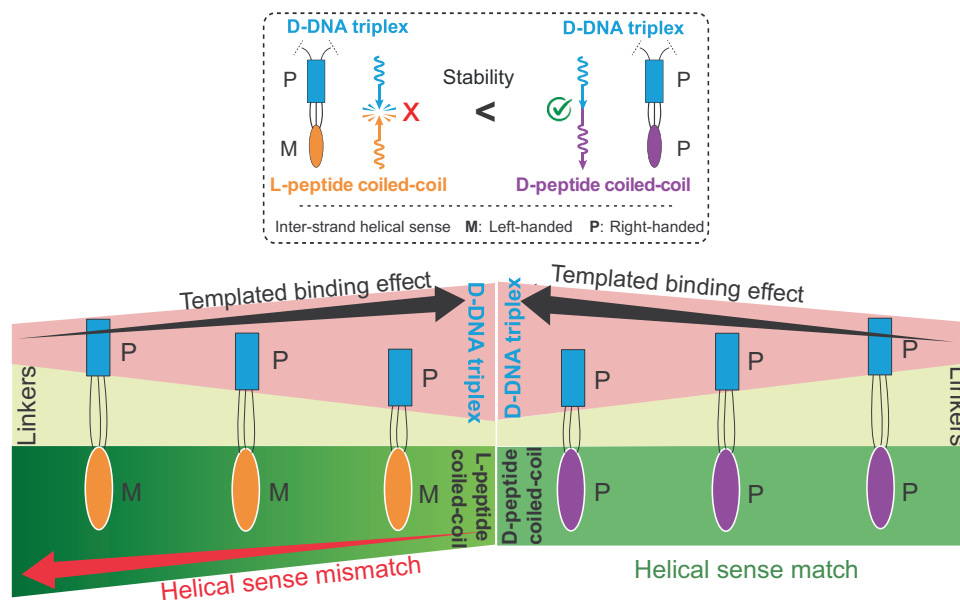 D-DNA triplex
D-DNA triplex
P
Stability
P
X
<
M
P
L-peptide coiled-coil
D-peptide coiled-coil
Inter-strand helical sense M: Left-handed P: Right-handed
Templated binding effect
Templated binding effect
D-DNA triplex
D-DNA triplex
P
P
P
P
P
P
Linkers
Linkers
L-peptide
coiled-coil
D-peptide
coiled-coil
M
M
M
P
P
P
Helical sense mismatch
Helical sense match